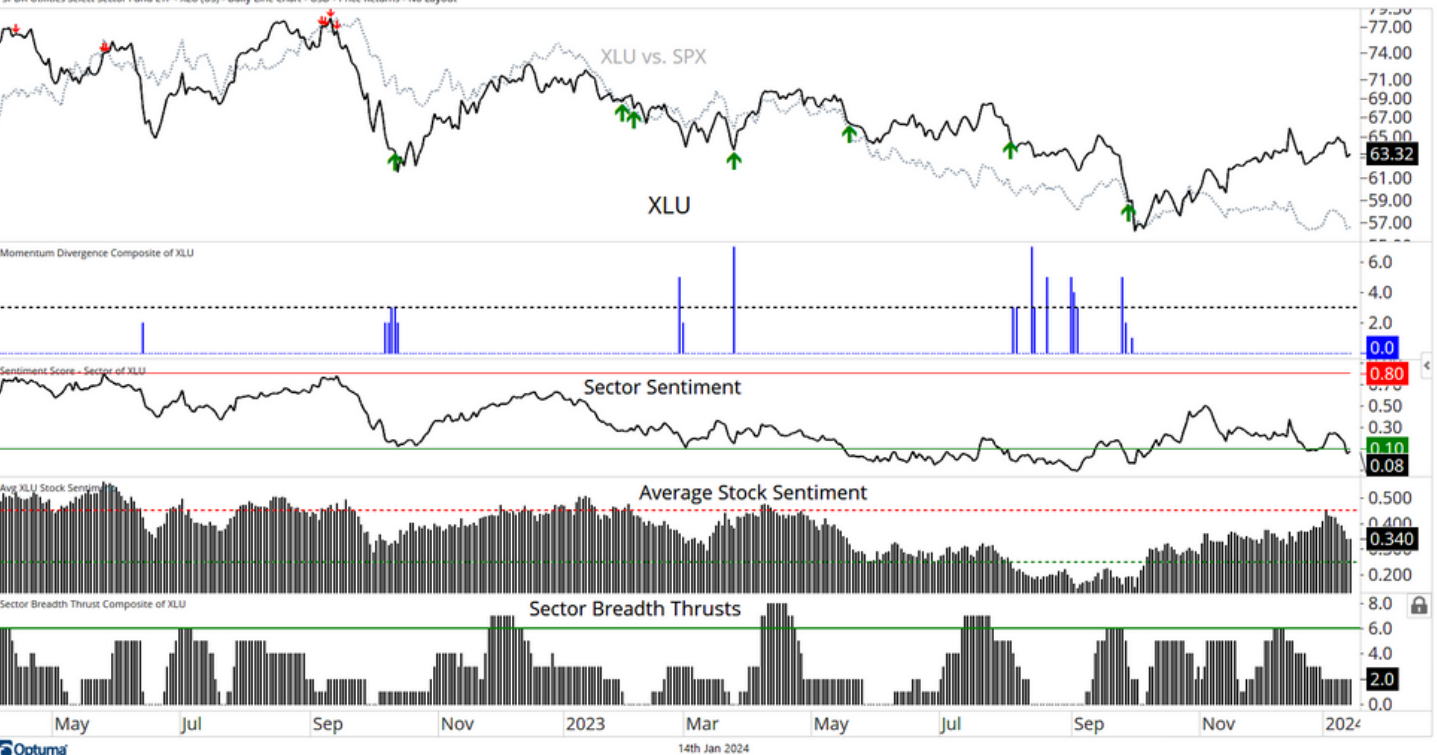 79.50
77.00
XLU vs. SPX
74.00
71.00
69.00
67.00
65.00
63.32
61.00
XLU
59.00
57.00
Momentum Divergence Composite of XLU
6.0
4.0
2.0
0.0
Sentiment Score - Sector of XLU
0.80
Sector Sentiment
0.50
0.30
0.10
0.08
Avg XLU Stock
Average Stock Sentiment
0.500
0.400
0.340
0.200
Sector Breadth Thrust Composite of XLU
Sector Breadth Thrusts
8.0
6.0
4.0
2.0
0.0
May Jul Sep Nov 2023 Mar May Jul Sep Nov 2024
Optuma
14th Jan 2024